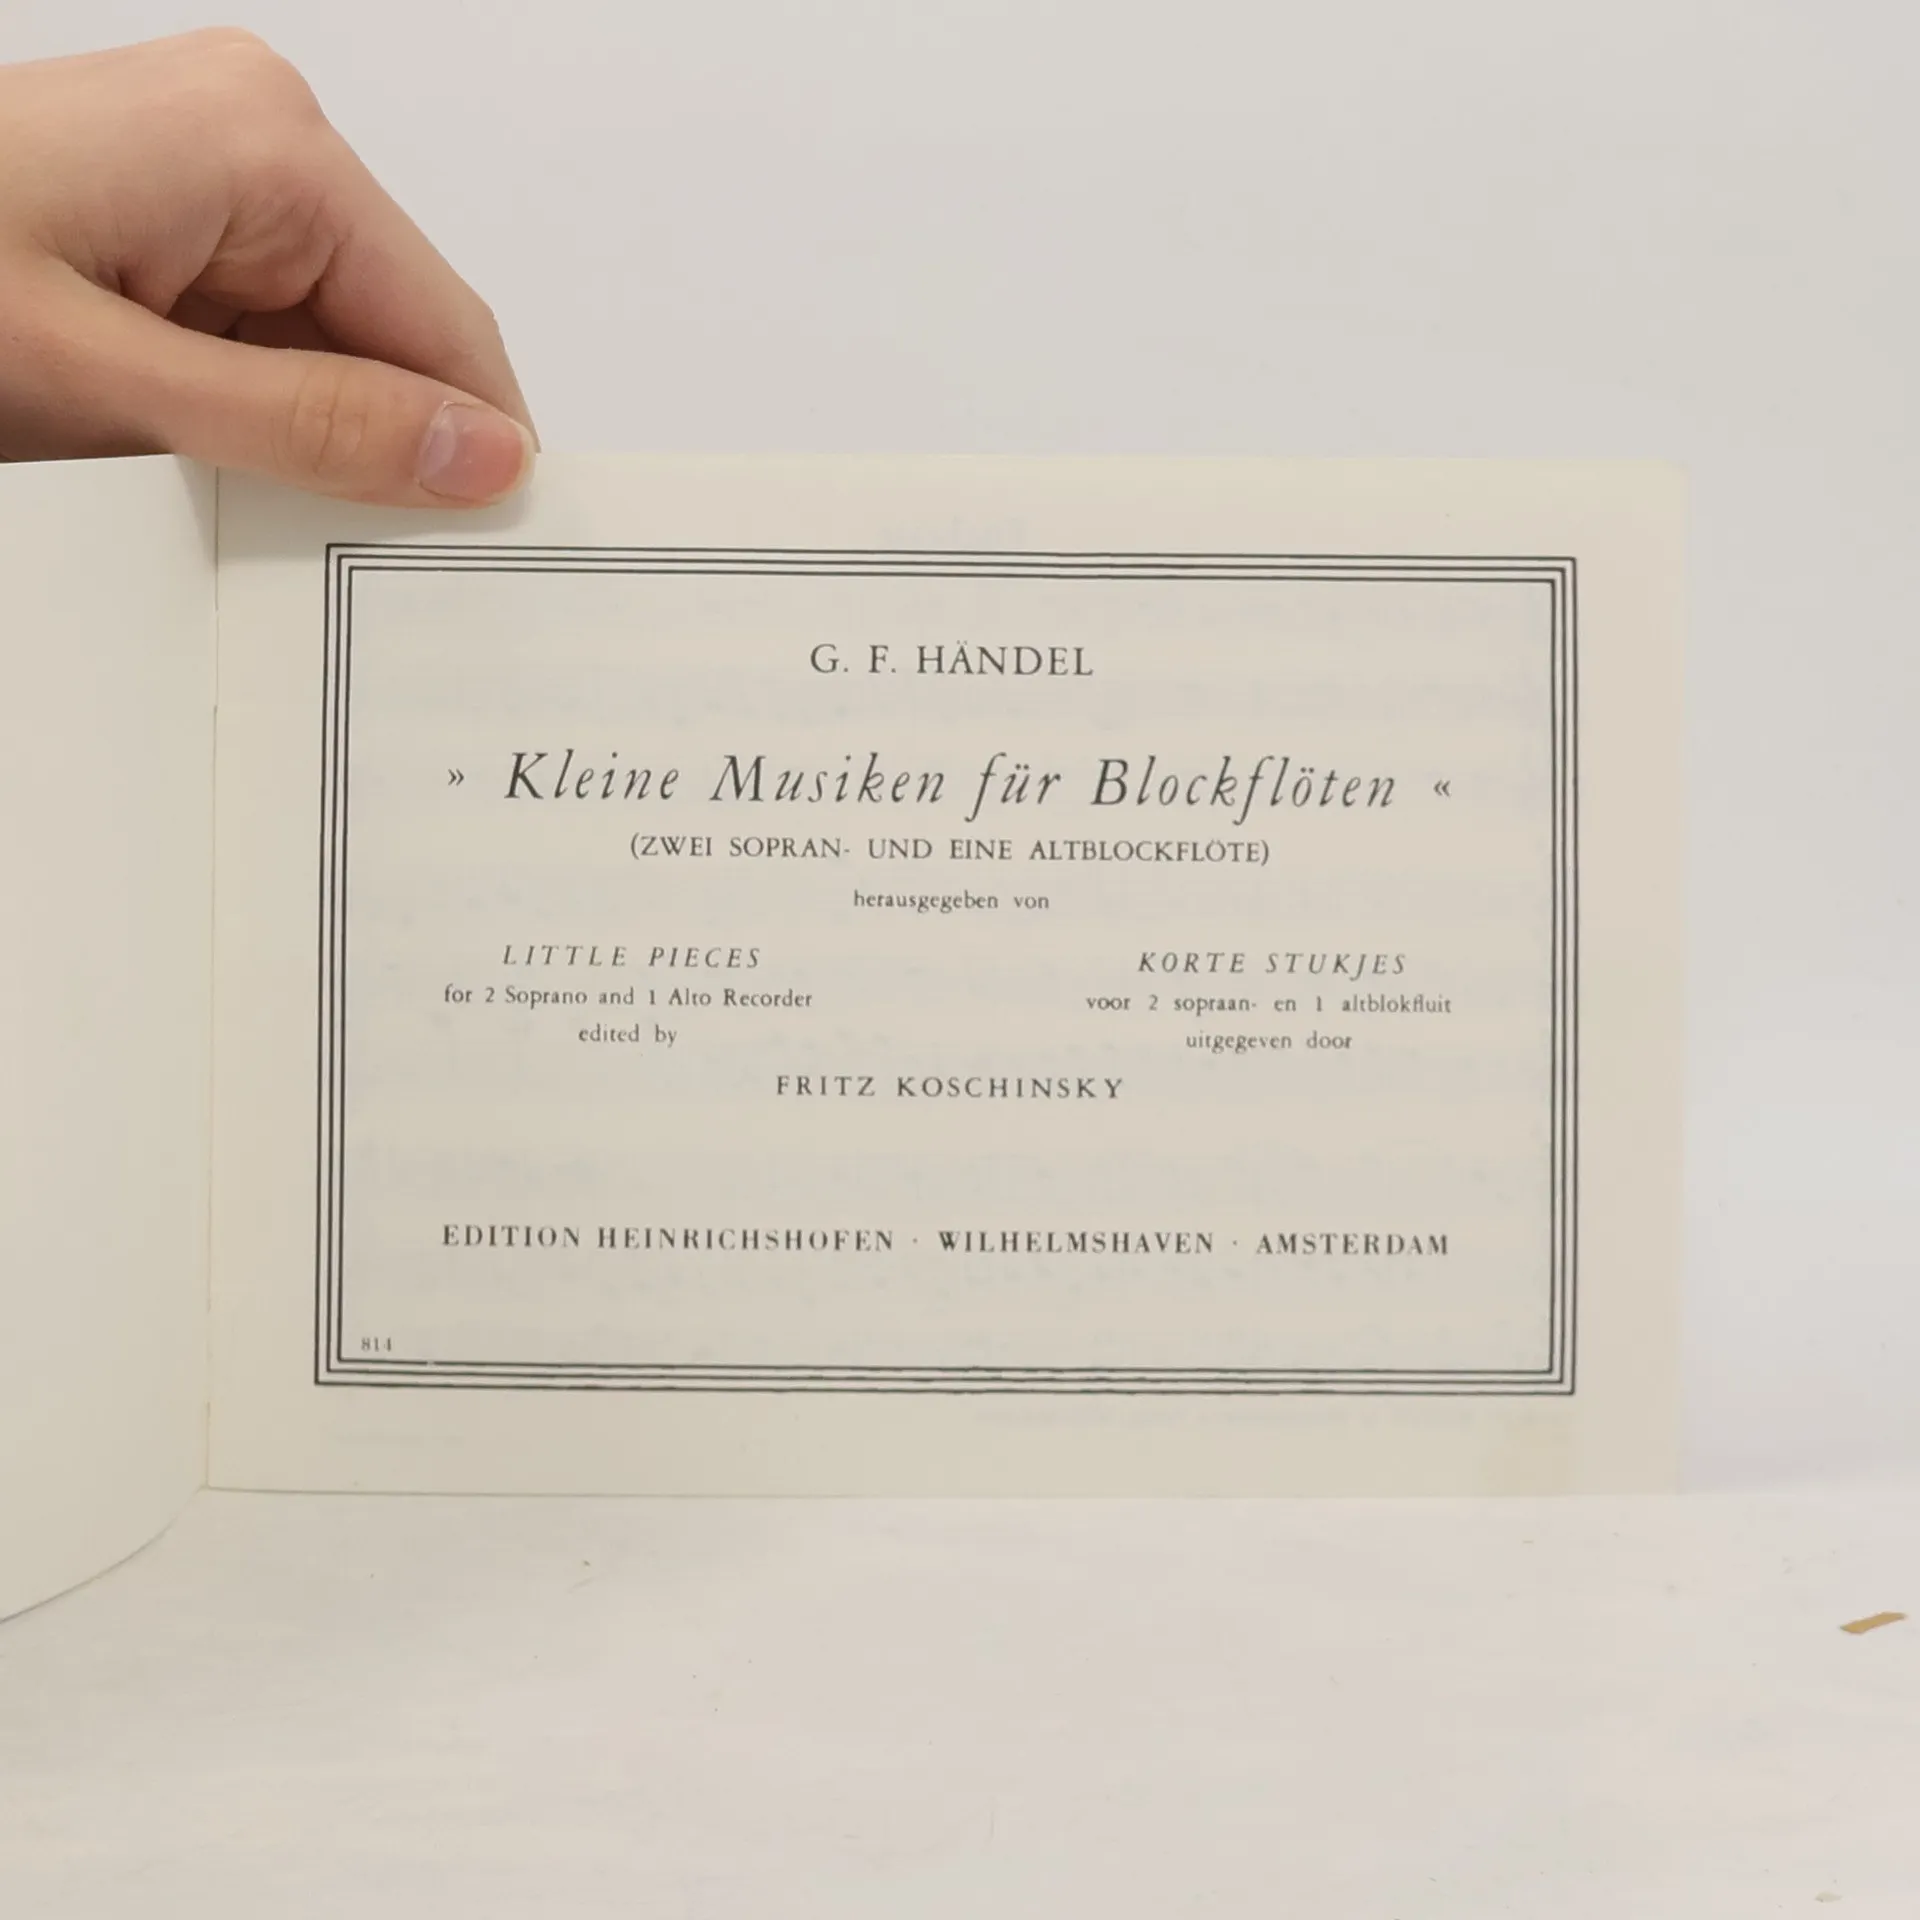 G. F. HÄNDEL
» Kleine Musiken für Blockflöten «
(ZWEI SOPRAN- UND EINE ALTBLOCKFLÖTE)
herausgegeben von
LITTLE PIECES
for 2 Soprano and 1 Alto Recorder
edited by
KORTE STUKJES
voor 2 sopraan- en 1 altblokfluit
uitgegeven door
FRITZ KOSCHINSKY
EDITION HEINRICHSHOFEN · WILHELMSHAVEN · AMSTERDAM
814